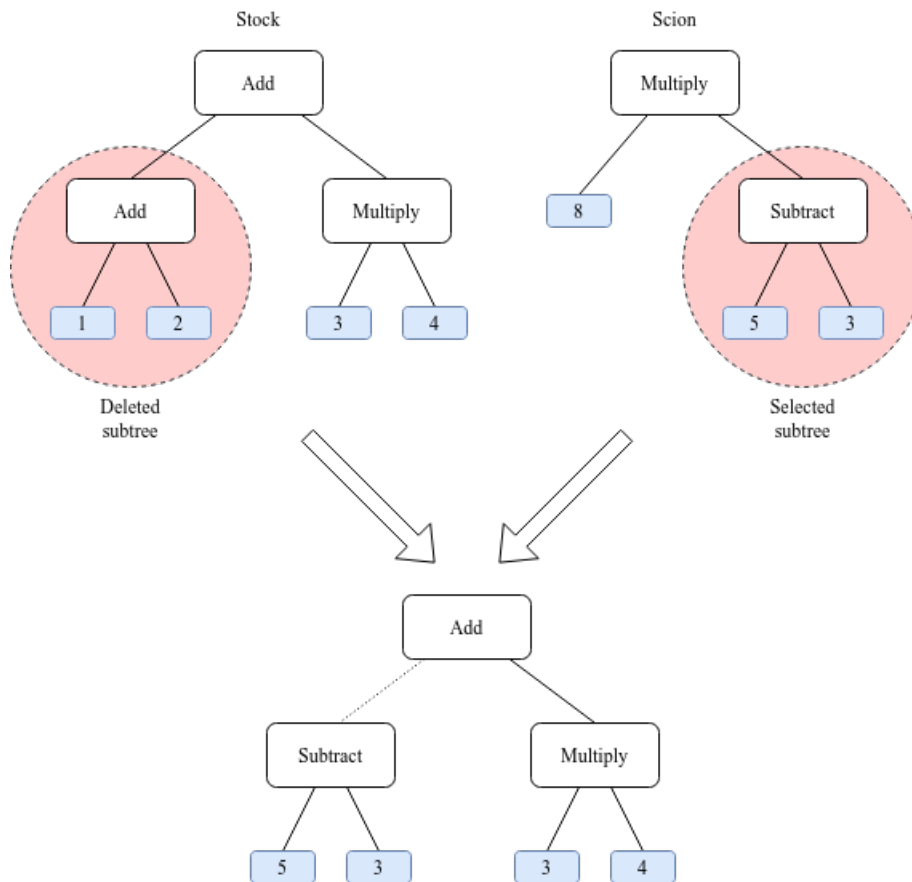 Stock
Scion
Add
Multiply
Add
Multiply
8
Subtract
1
2
3
4
5
3
Deleted
subtree
Selected
subtree
Add
Subtract
Multiply
5
3
3
4